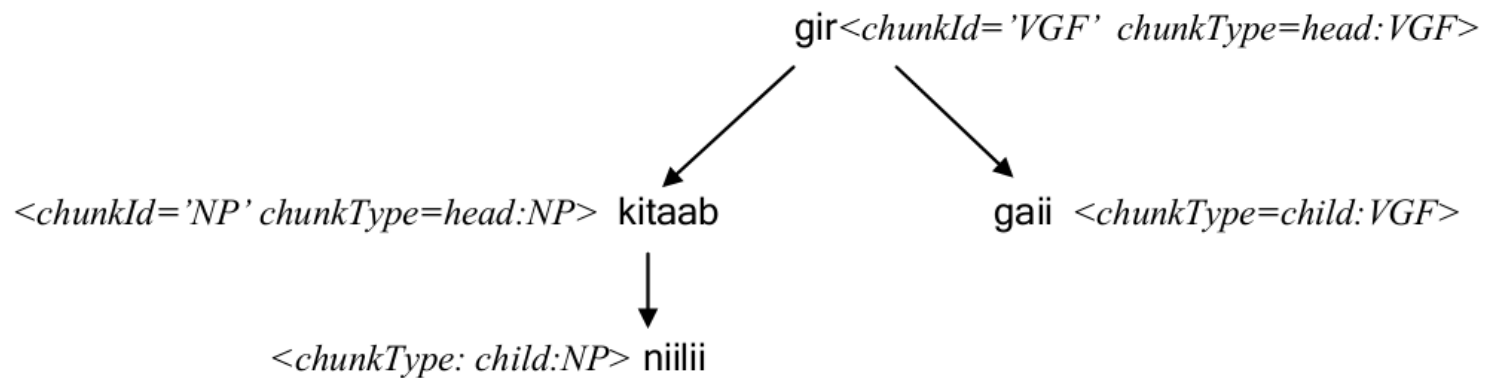 gir<chunkId='VGF' chunkType=head:VGF>
<chunkId='NP' chunkType=head:NP> kitaab gaii <chunkType=child:VGF>
<chunkType: child:NP> niilii